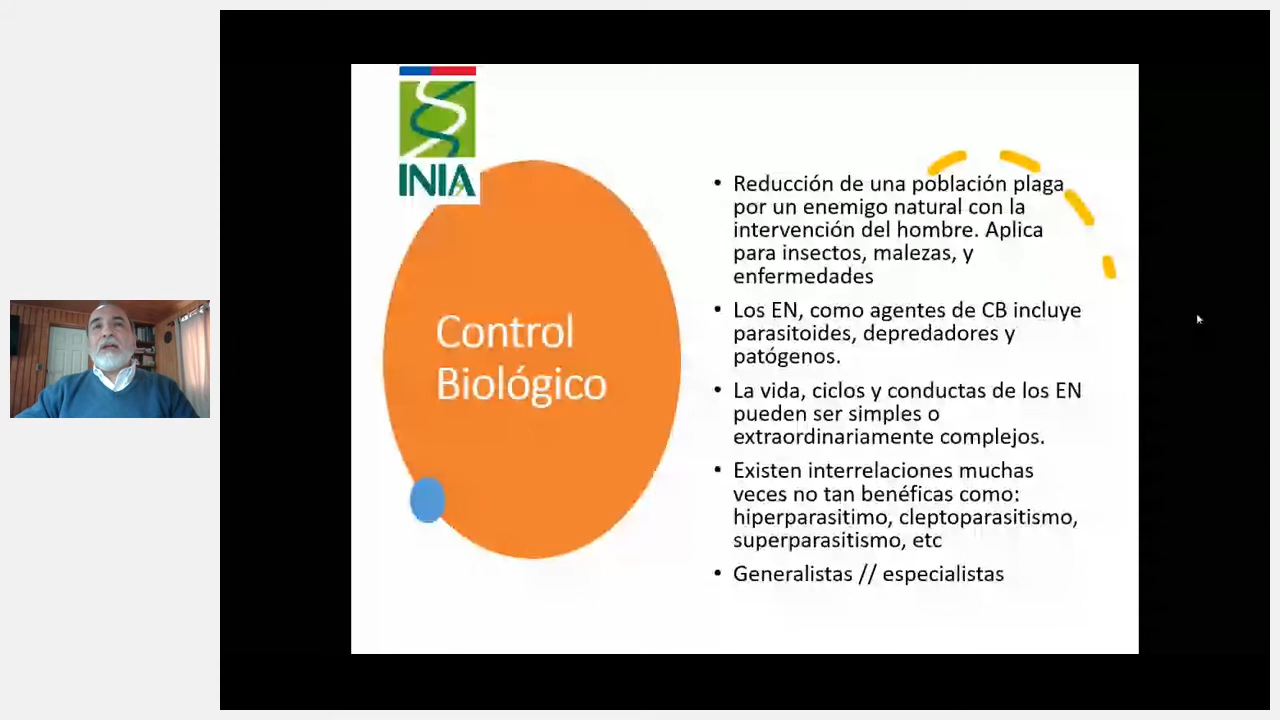 INIA
Control
Biológico
• Reducción de una población plaga
por un enemigo natural con la
intervención del hombre. Aplica
para insectos, malezas, y
enfermedades
• Los EN, como agentes de CB incluye
parasitoides, depredadores y
patógenos.
• La vida, ciclos y conductas de los EN
pueden ser simples o
extraordinariamente complejos.
• Existen interrelaciones muchas
veces no tan benéficas como:
hiperparasitimo, cleptoparasitismo,
superparasitismo, etc
• Generalistas // especialistas